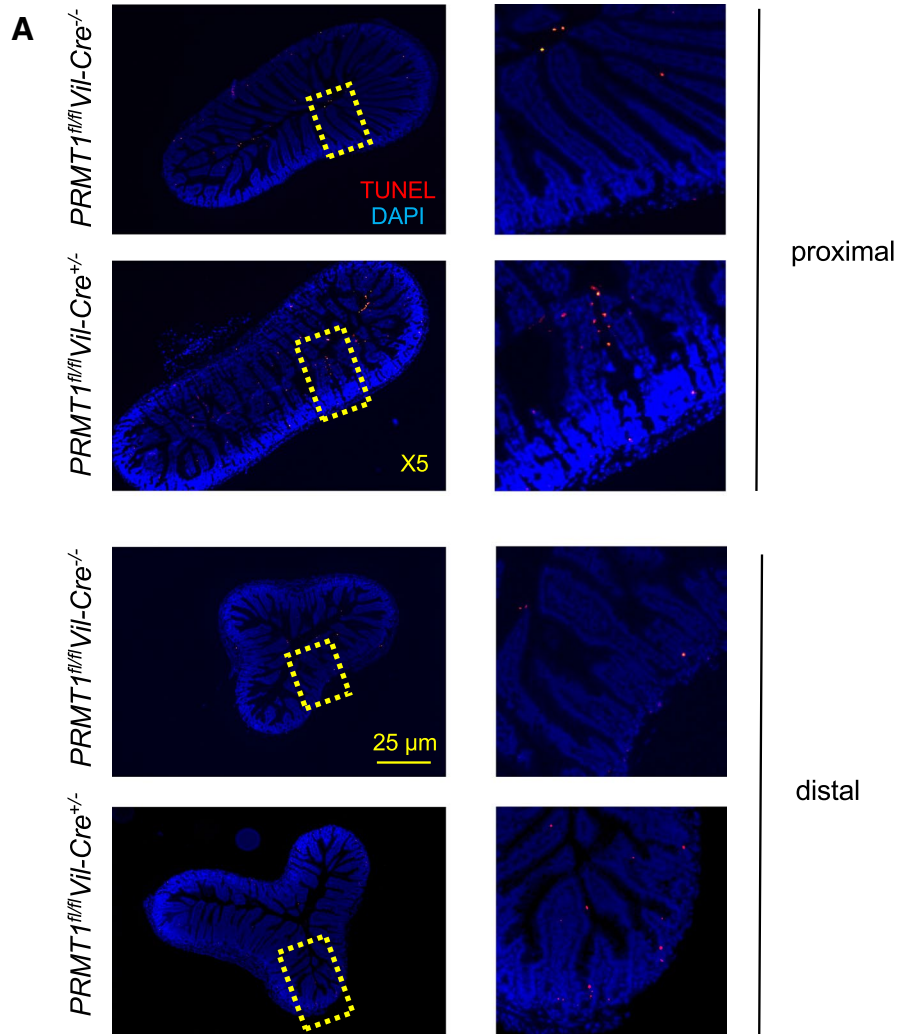 A
PRMT1fl/flVil-Cre-/-
TUNEL
DAPI
proximal
PRMT1fl/flVil-Cre+/-
X5
PRMT1fl/flVil-Cre-/-
25 µm
distal
PRMT1fl/flVil-Cre+/-